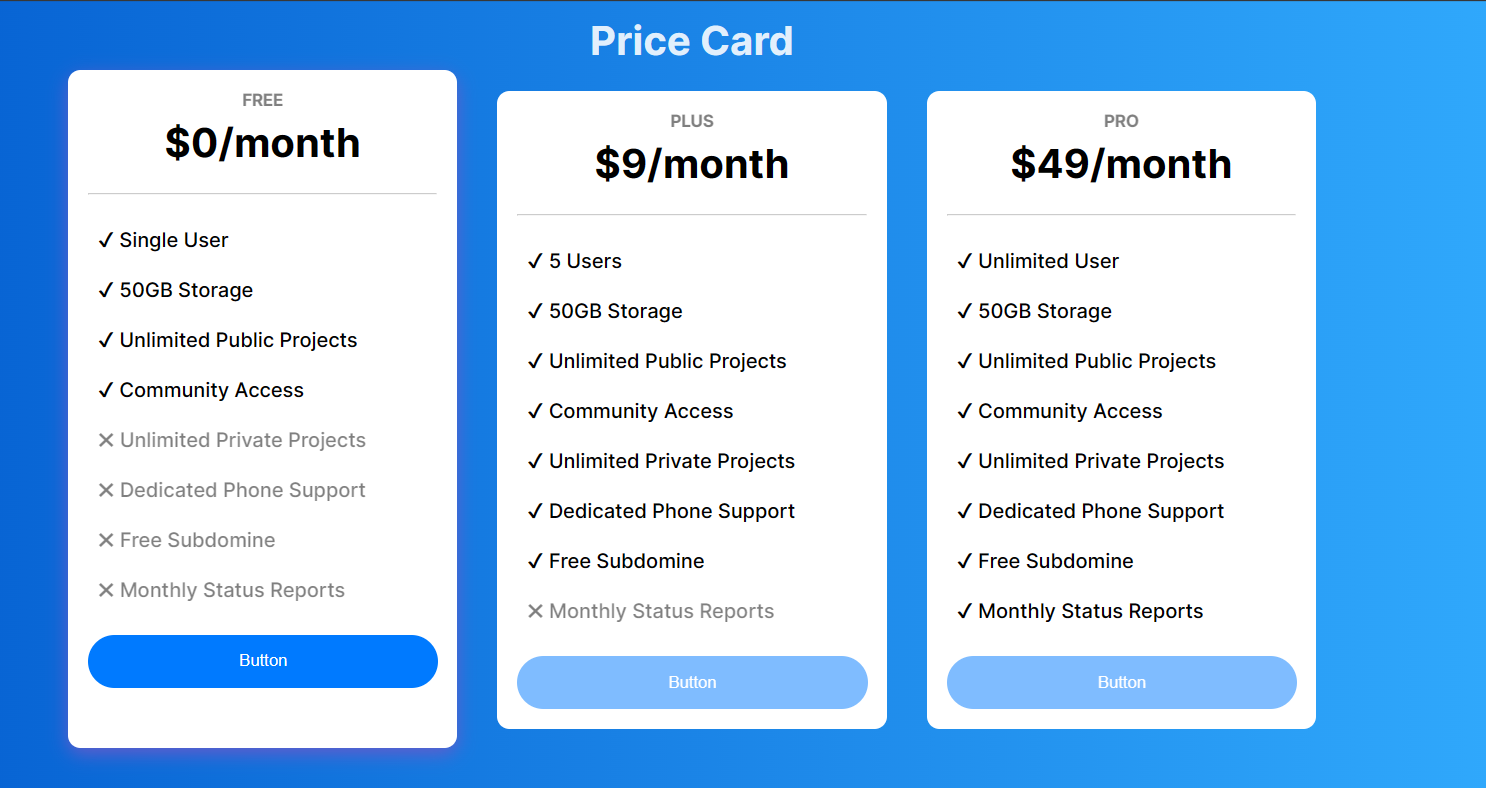 Price Card
FREE
$0/month
✓ Single User
✓ 50GB Storage
✓ Unlimited Public Projects
✓ Community Access
✕ Unlimited Private Projects
✕ Dedicated Phone Support
✕ Free Subdomine
✕ Monthly Status Reports
Button
PLUS
$9/month
✓ 5 Users
✓ 50GB Storage
✓ Unlimited Public Projects
✓ Community Access
✓ Unlimited Private Projects
✓ Dedicated Phone Support
✓ Free Subdomine
✕ Monthly Status Reports
Button
PRO
$49/month
✓ Unlimited User
✓ 50GB Storage
✓ Unlimited Public Projects
✓ Community Access
✓ Unlimited Private Projects
✓ Dedicated Phone Support
✓ Free Subdomine
✓ Monthly Status Reports
Button